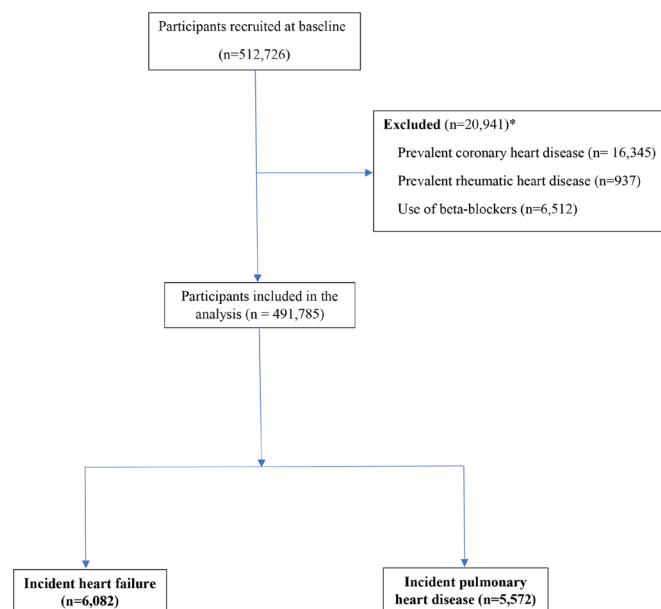 Participants recruited at baseline
(n=512,726)
Excluded (n=20,941)*
Prevalent coronary heart disease (n= 16,345)
Prevalent rheumatic heart disease (n=937)
Use of beta-blockers (n=6,512)
Participants included in the
analysis (n = 491,785)
Incident heart failure
(n=6,082)
Incident pulmonary
heart disease (n=5,572)